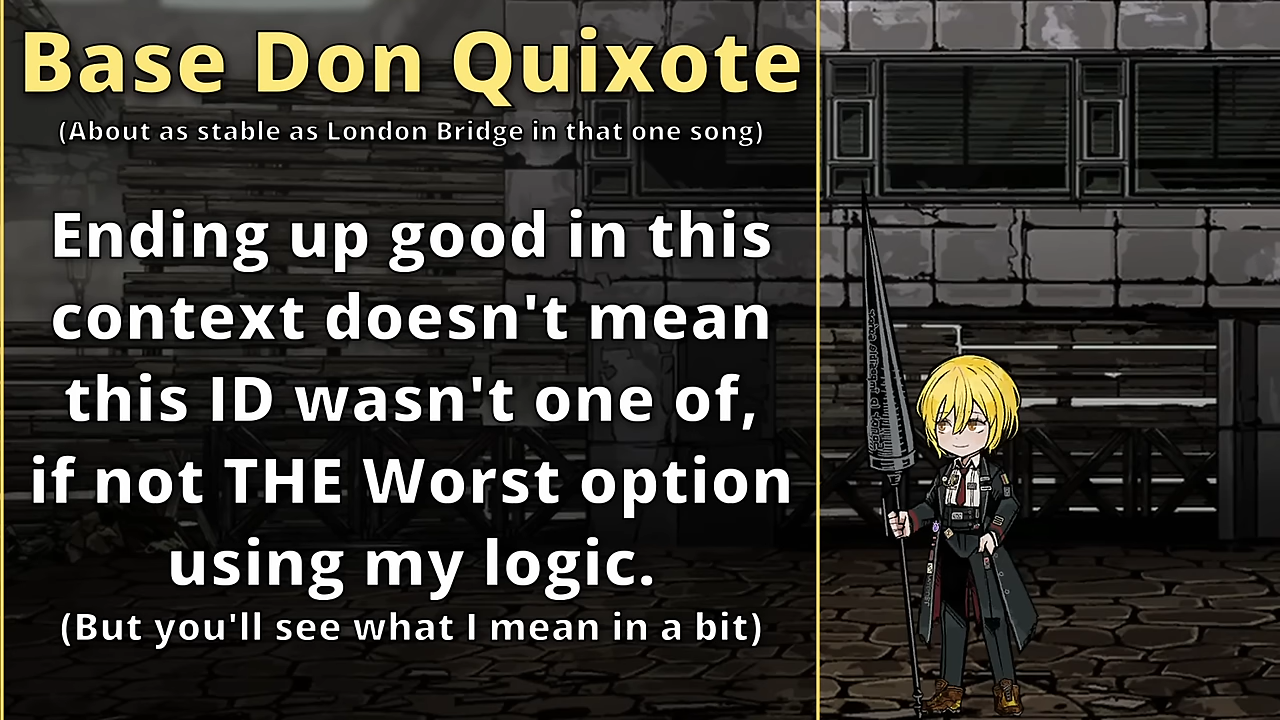 Base Don Quixote
(About as stable as London Bridge in that one song)
Ending up good in this
context doesn't mean
this ID wasn't one of,
if not THE Worst option
using my logic.
(But you'll see what I mean in a bit)